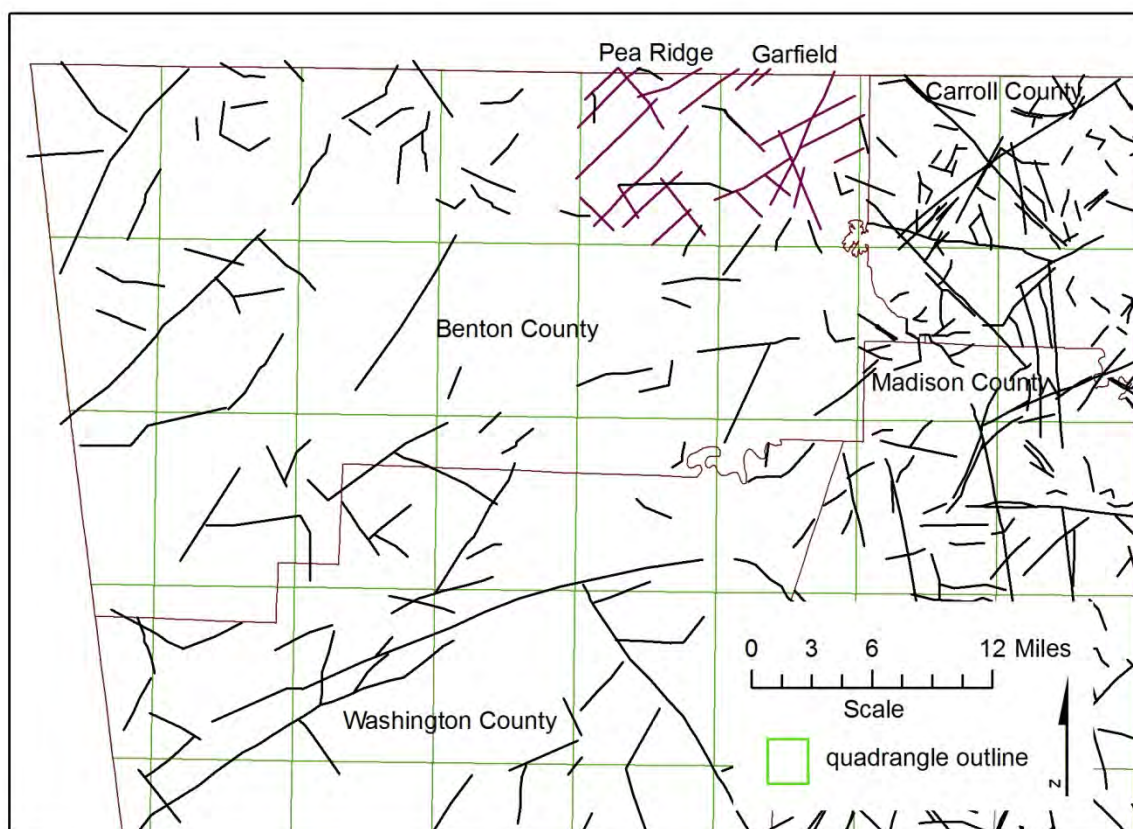 Pea Ridge Garfield
Carroll County
Benton County
Madison County
0 3 6 12 Miles
Scale
Washington County
quadrangle outline
z